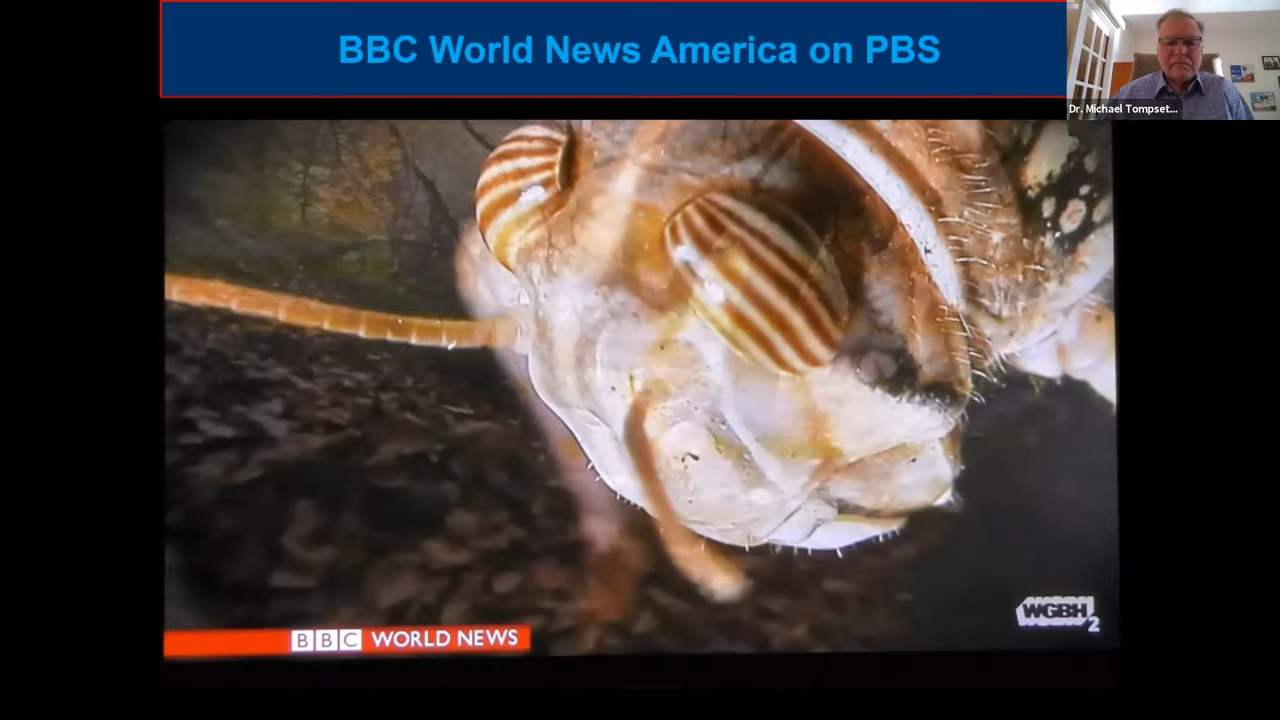 BBC World News America on PBS
Dr. Michael Tompset...
BBC WORLD NEWS
WGBH 2